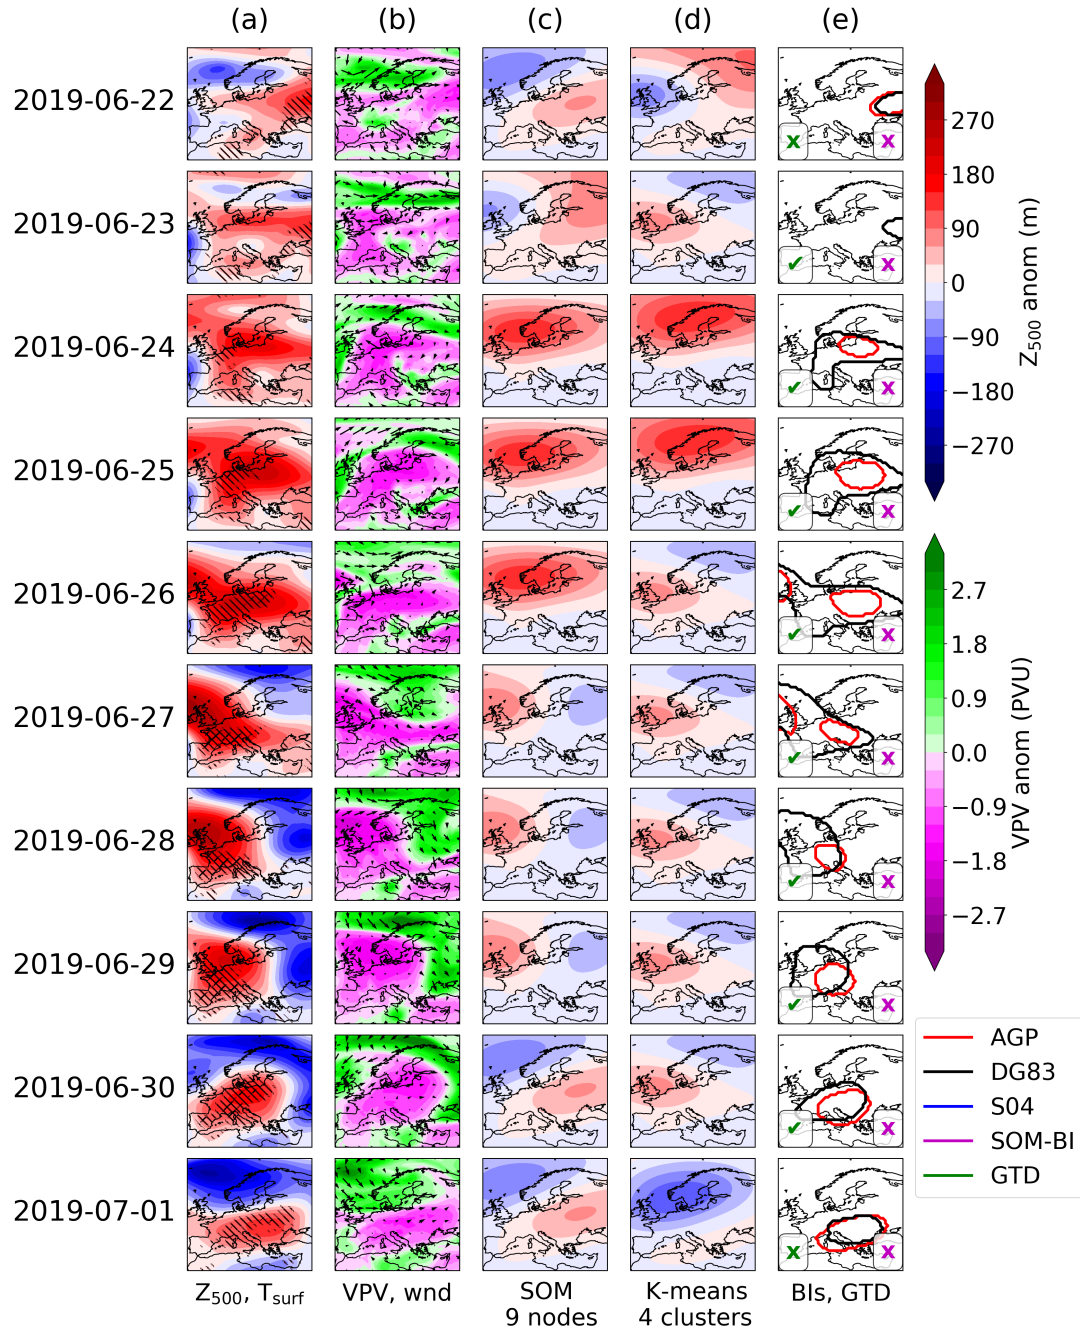 (a) (b) (c) (d) (e)
2019-06-22
2019-06-23
2019-06-24
2019-06-25
2019-06-26
2019-06-27
2019-06-28
2019-06-29
2019-06-30
2019-07-01
Z500, Tsurf
VPV, wnd
SOM
9 nodes
K-means
4 clusters
BIs, GTD
270
180
90
0
−90
−180
−270
Z500 anom (m)
2.7
1.8
0.9
0.0
−0.9
−1.8
−2.7
VPV anom (PVU)
AGP
DG83
S04
SOM-BI
GTD